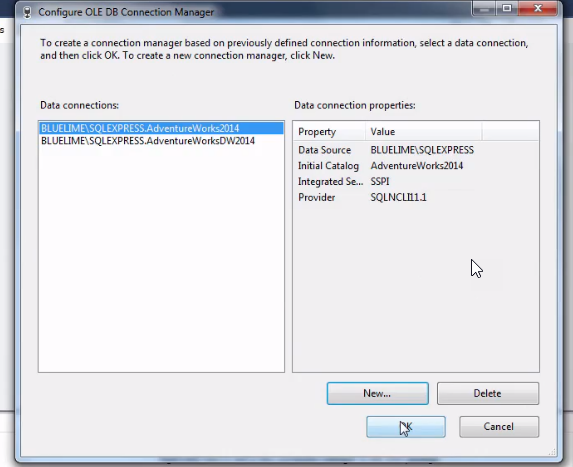 Configure OLE DB Connection Manager
To create a connection manager based on previously defined connection information, select a data connection,
and then click OK. To create a new connection manager, click New.
Data connections:
Data connection properties:
BLUELIME\SQLEXPRESS.AdventureWorks2014
BLUELIME\SQLEXPRESS.AdventureWorksDW2014
Property Value
Data Source BLUELIME\SQLEXPRESS
Initial Catalog AdventureWorks2014
Integrated Se... SSPI
Provider SQLNCLI11.1
New... Delete
Cancel